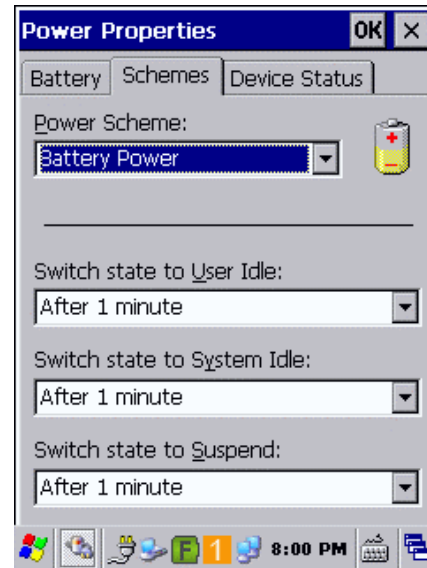 Power Properties OK ×
Battery Schemes Device Status
Power Scheme:
Battery Power
Switch state to User Idle:
After 1 minute
Switch state to System Idle:
After 1 minute
Switch state to Suspend:
After 1 minute
F 1 8:00 PM